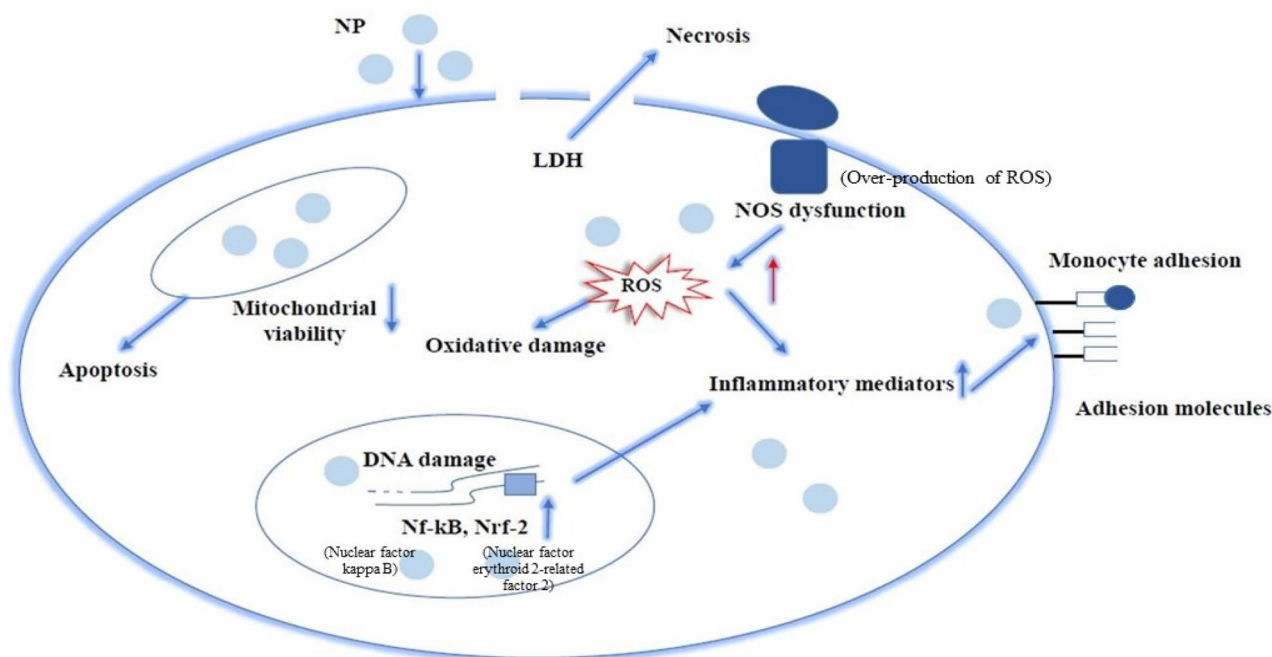 NP
Necrosis
LDH
(Over-production of ROS)
NOS dysfunction
Monocyte adhesion
ROS
Mitochondrial
viability
Oxidative damage
Apoptosis
Inflammatory mediators
Adhesion molecules
DNA damage
Nf-kB, Nrf-2
(Nuclear factor
kappa B)
(Nuclear factor
erythroid 2-related
factor 2)